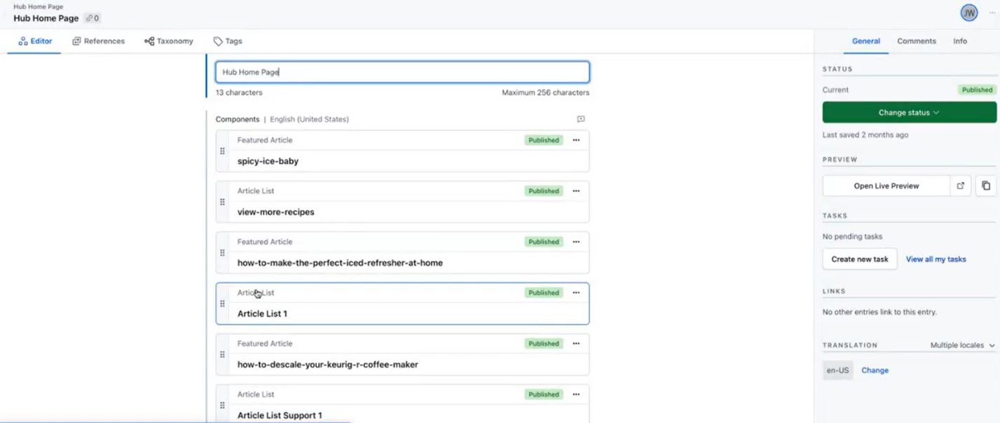 Hub Home Page
Hub Home Page 0
JW
Editor References Taxonomy Tags
General Comments Info
Hub Home Page
13 characters Maximum 256 characters
Components | English (United States)
Featured Article Published
spicy-ice-baby
Article List Published
view-more-recipes
Featured Article Published
how-to-make-the-perfect-iced-refresher-at-home
Article List Published
Article List 1
Featured Article Published
how-to-descale-your-keurig-r-coffee-maker
Article List Published
Article List Support 1
STATUS
Current Published
Change status
Last saved 2 months ago
PREVIEW
Open Live Preview
TASKS
No pending tasks
Create new task View all my tasks
LINKS
No other entries link to this entry.
TRANSLATION Multiple locales
en-US Change